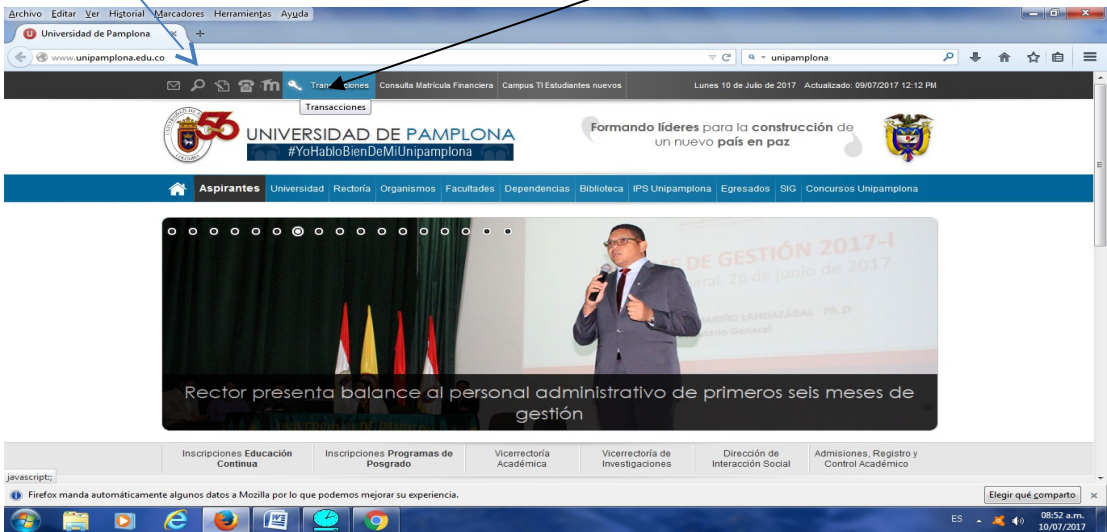 Archivo Editar Ver Historial Marcadores Herramientas Ayuda
Universidad de Pamplona × +
www.unipamplona.edu.co
unipamplona
Transacciones Consulta Matrícula Financiera Campus TI Estudiantes nuevos Lunes 10 de Julio de 2017 Actualizado: 09/07/2017 12:12 PM
Transacciones
UNIVERSIDAD DE PAMPLONA
#YoHabloBienDeMiUnipamplona
Formando líderes para la construcción de
un nuevo país en paz
Aspirantes Universidad Rectoría Organismos Facultades Dependencias Biblioteca IPS Unipamplona Egresados SIG Concursos Unipamplona
DE GESTIÓN 2017-I
26 de junio de 2017
Rector presenta balance al personal administrativo de primeros seis meses de
gestión
Inscripciones Educación Continua
Inscripciones Programas de Posgrado
Vicerrectoría Académica
Vicerrectoría de Investigaciones
Dirección de Interacción Social
Admisiones, Registro y Control Académico
javascript:;
Firefox manda automáticamente algunos datos a Mozilla por lo que podemos mejorar su experiencia.
Elegir qué comparto ×
ES
08:52 a.m.
10/07/2017